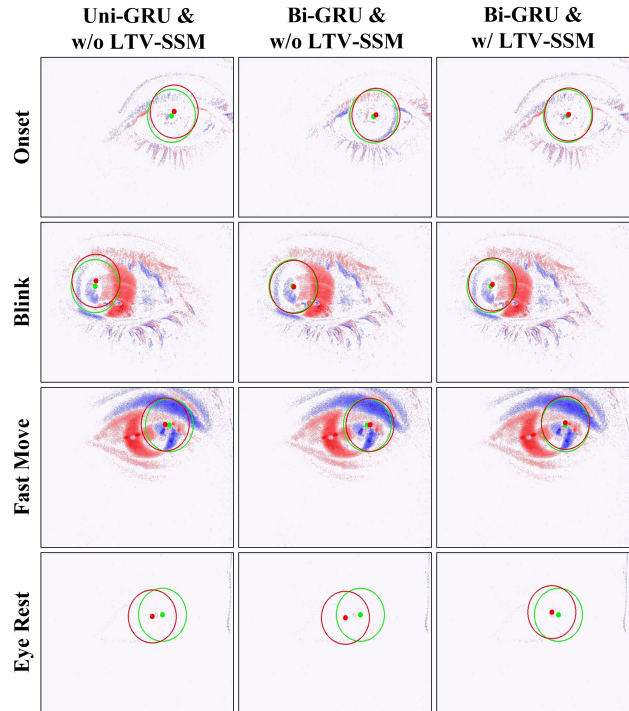 Uni-GRU &
w/o LTV-SSM
Bi-GRU &
w/o LTV-SSM
Bi-GRU &
w/ LTV-SSM
Onset
Blink
Fast Move
Eye Rest